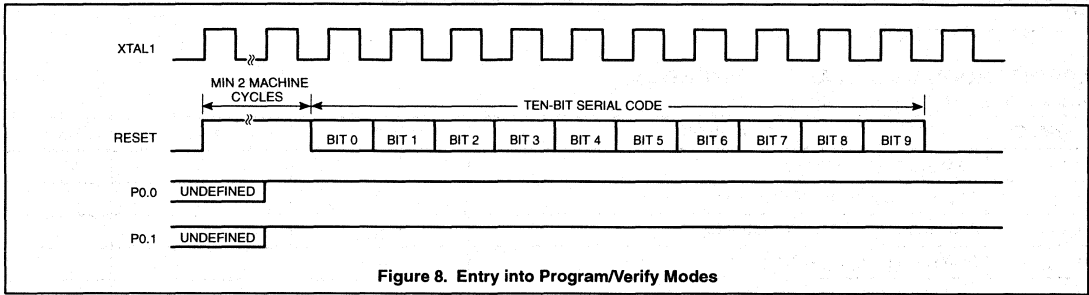 XTAL1
MIN 2 MACHINE
CYCLES
TEN-BIT SERIAL CODE
RESET
BIT 0 BIT 1 BIT 2 BIT 3 BIT 4 BIT 5 BIT 6 BIT 7 BIT 8 BIT 9
P0.0 UNDEFINED
P0.1 UNDEFINED
Figure 8. Entry into Program/Verify Modes